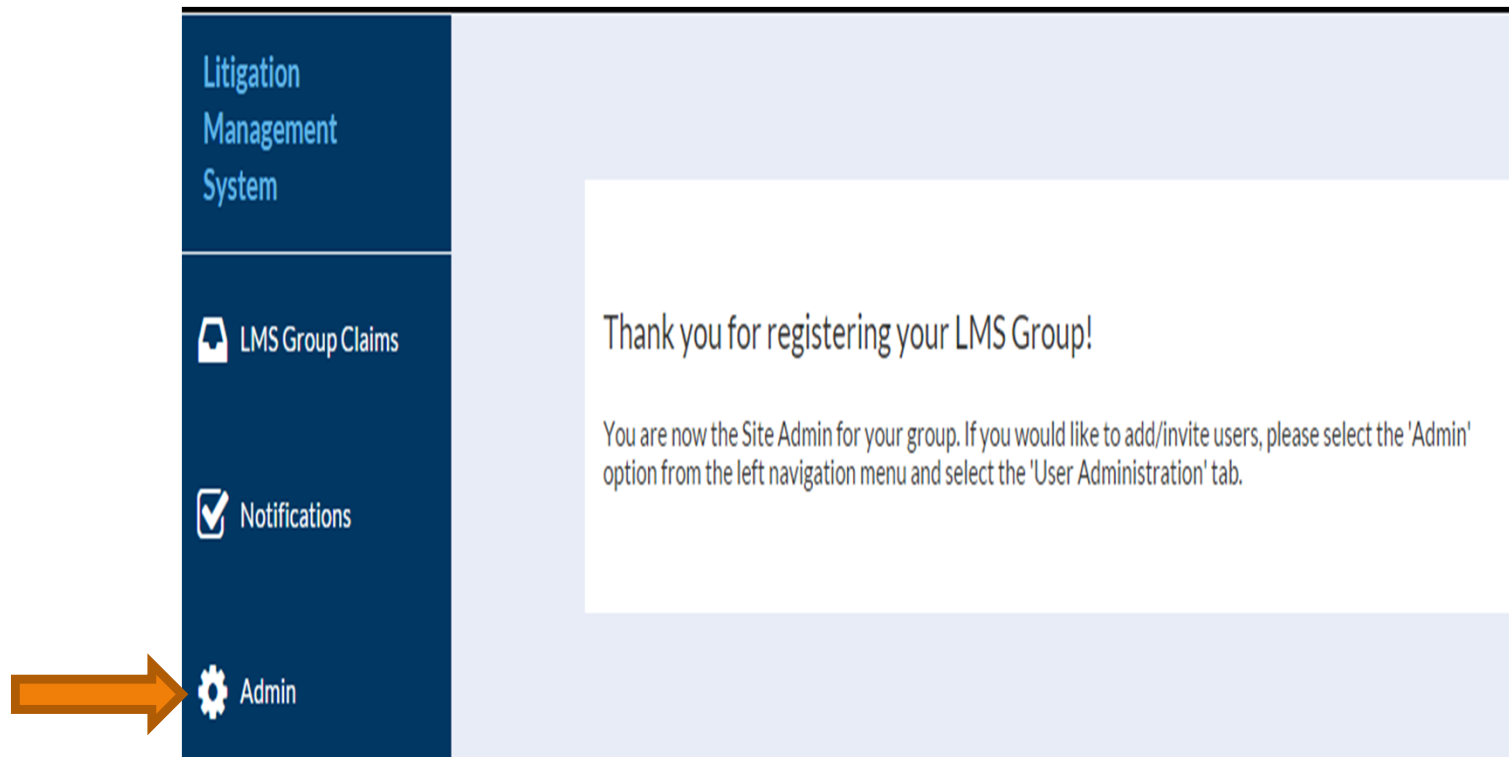 Litigation
Management
System
LMS Group Claims
Notifications
Admin
Thank you for registering your LMS Group!
You are now the Site Admin for your group. If you would like to add/invite users, please select the 'Admin'
option from the left navigation menu and select the 'User Administration' tab.